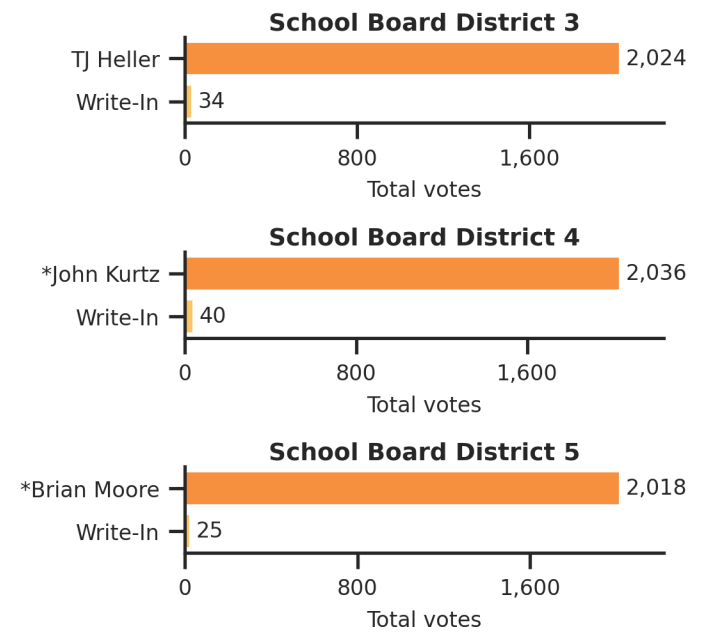 School Board District 3
TJ Heller 2,024
Write-In 34
0 800 1,600
Total votes
School Board District 4
*John Kurtz 2,036
Write-In 40
0 800 1,600
Total votes
School Board District 5
*Brian Moore 2,018
Write-In 25
0 800 1,600
Total votes